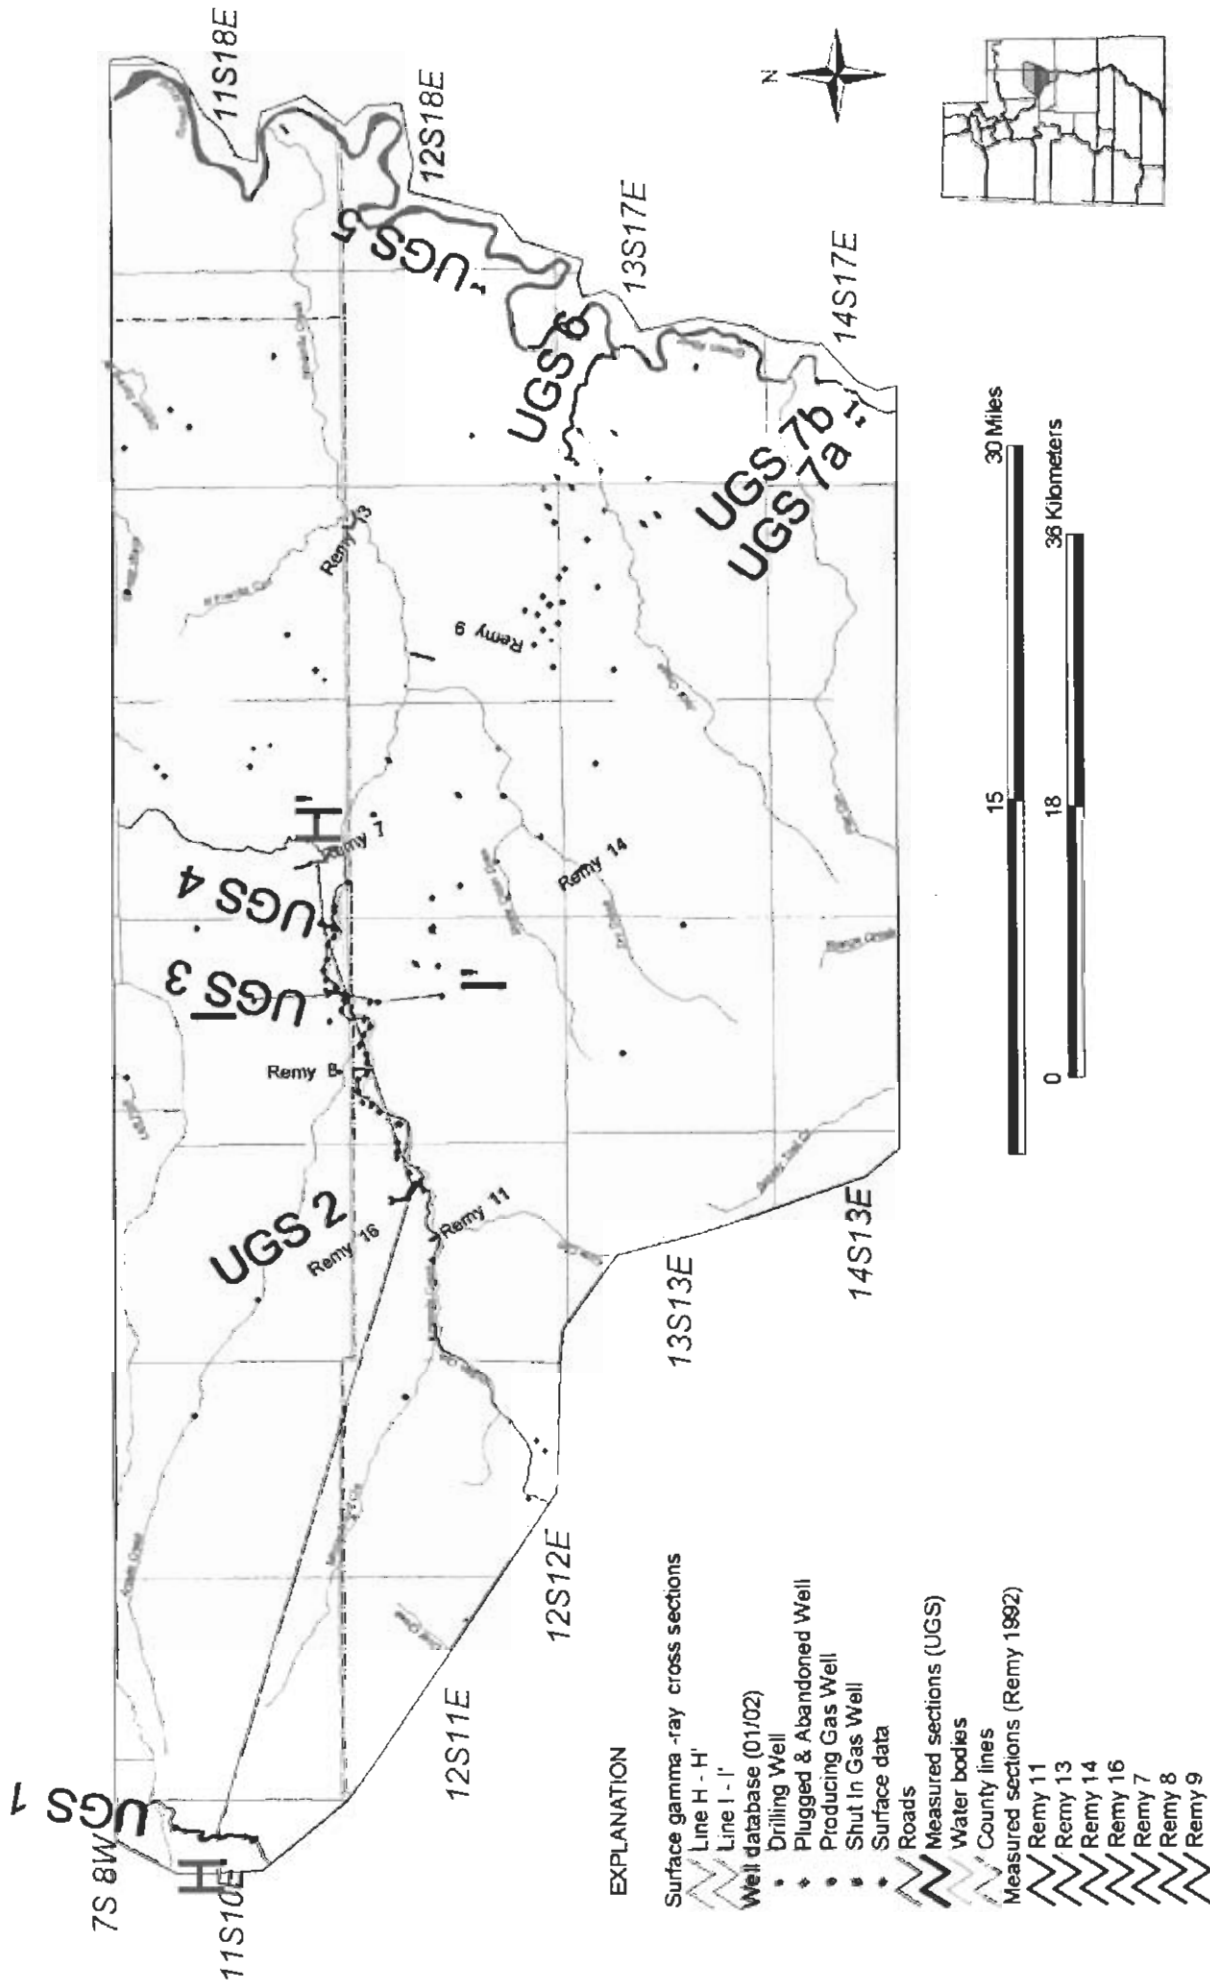 7S 8W
11S10E
12S11E
12S12E
13S13E
14S13E
11S18E
12S18E
13S17E
14S17E
UGS 1
UGS 2
UGS 3
UGS 4
UGS 5
UGS 6
UGS 7b
UGS 7a
H
H'
I
I'
Remy 16
Remy 11
Remy 8
Remy 7
Remy 14
Remy 9
Remy 13
N
15
30 Miles
0
18
36 Kilometers
EXPLANATION
Surface gamma -ray cross sections
Line H - H'
Line I - I'
Well database (01/02)
Drilling Well
Plugged & Abandoned Well
Producing Gas Well
Shut In Gas Well
Surface data
Roads
Measured sections (UGS)
Water bodies
County lines
Measured sections (Remy 1992)
Remy 11
Remy 13
Remy 14
Remy 16
Remy 7
Remy 8
Remy 9